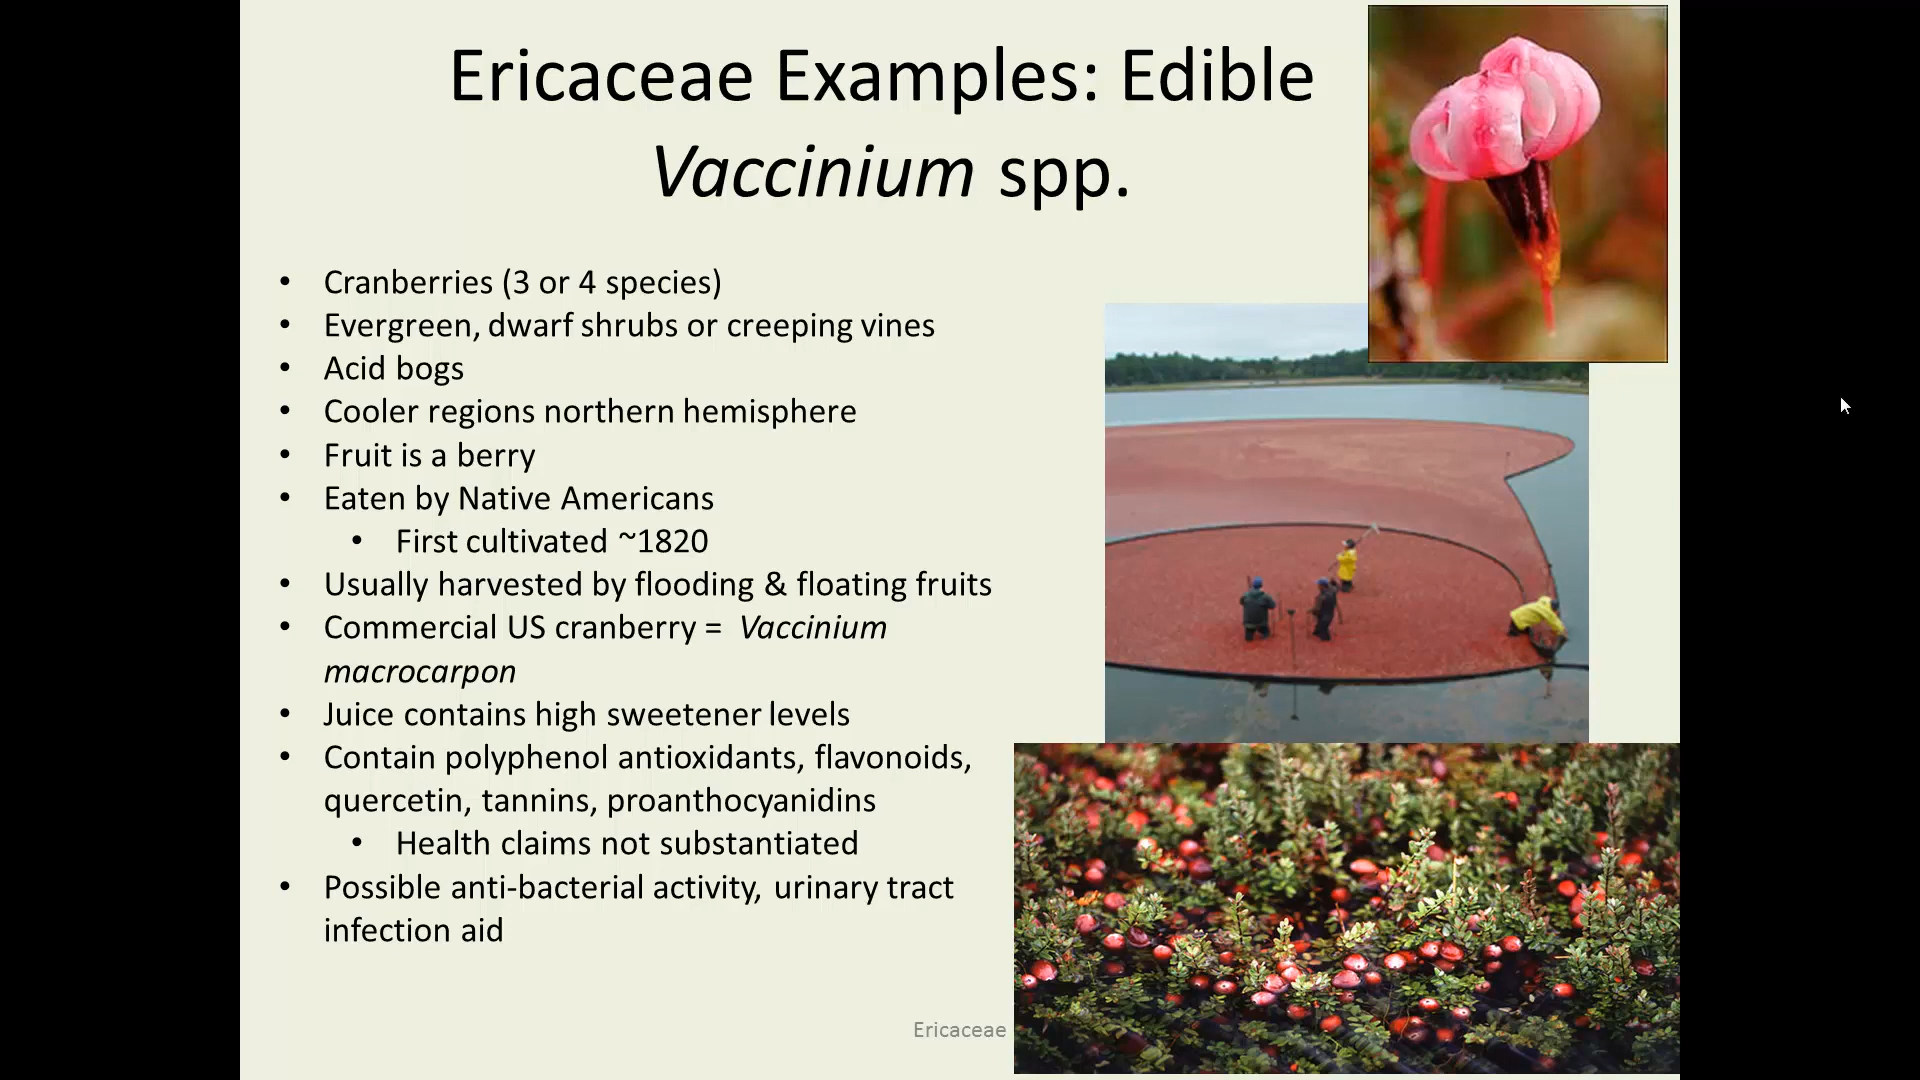 Ericaceae Examples: Edible
Vaccinium spp.
• Cranberries (3 or 4 species)
• Evergreen, dwarf shrubs or creeping vines
• Acid bogs
• Cooler regions northern hemisphere
• Fruit is a berry
• Eaten by Native Americans
• First cultivated ~1820
• Usually harvested by flooding & floating fruits
• Commercial US cranberry = Vaccinium
macrocarpon
• Juice contains high sweetener levels
• Contain polyphenol antioxidants, flavonoids,
quercetin, tannins, proanthocyanidins
• Health claims not substantiated
• Possible anti-bacterial activity, urinary tract
infection aid
Ericaceae